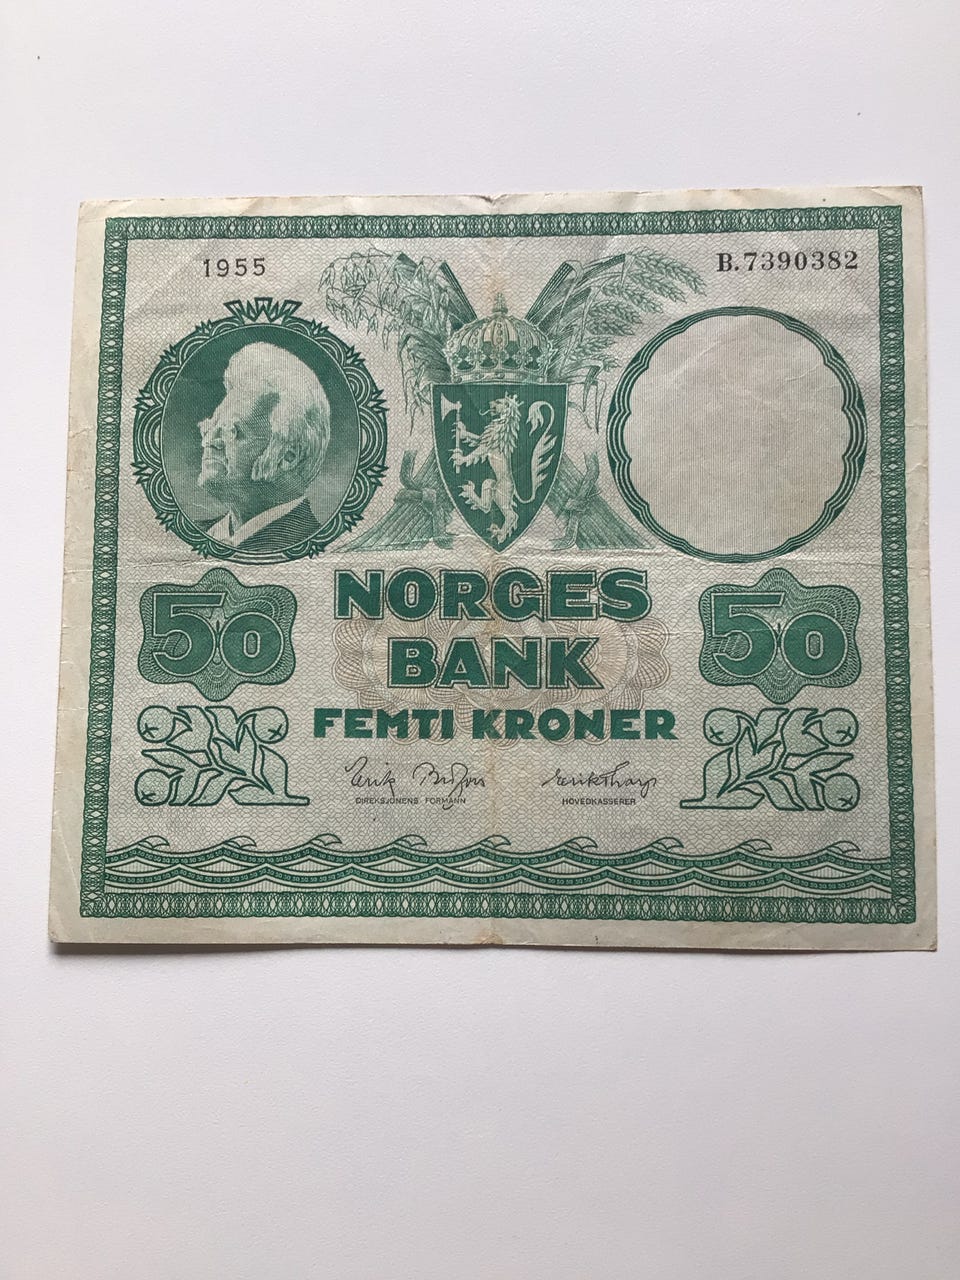 1955
B.7390382
50
NORGES
50
BANK
FEMTI KRONER
DIREKSJONENS FORMANN
HOVEDKASSERER